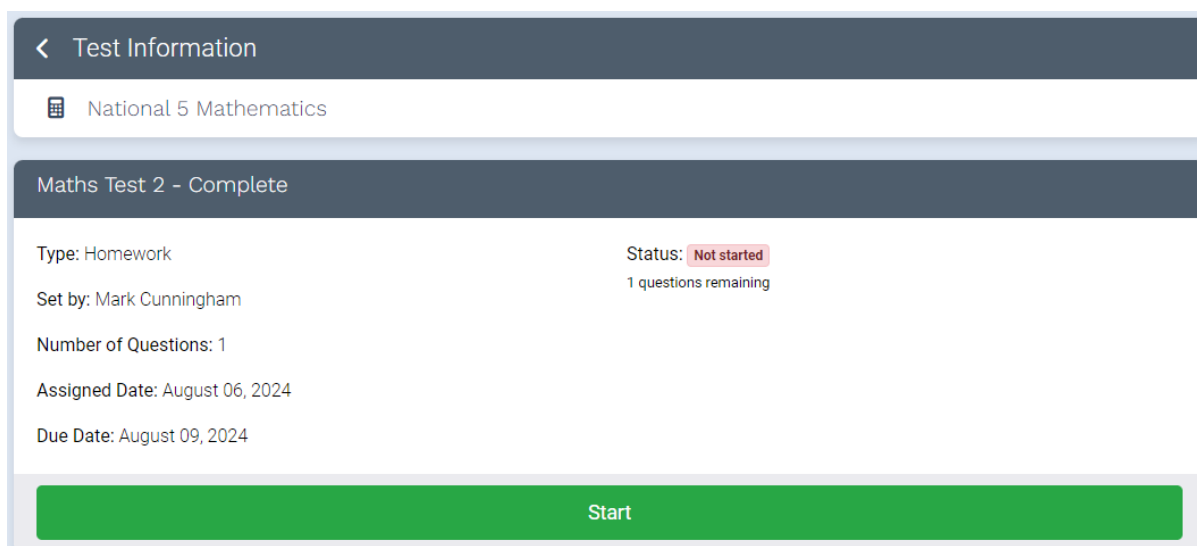 Test Information
National 5 Mathematics
Maths Test 2 - Complete
Type: Homework
Status: Not started
1 questions remaining
Set by: Mark Cunningham
Number of Questions: 1
Assigned Date: August 06, 2024
Due Date: August 09, 2024
Start